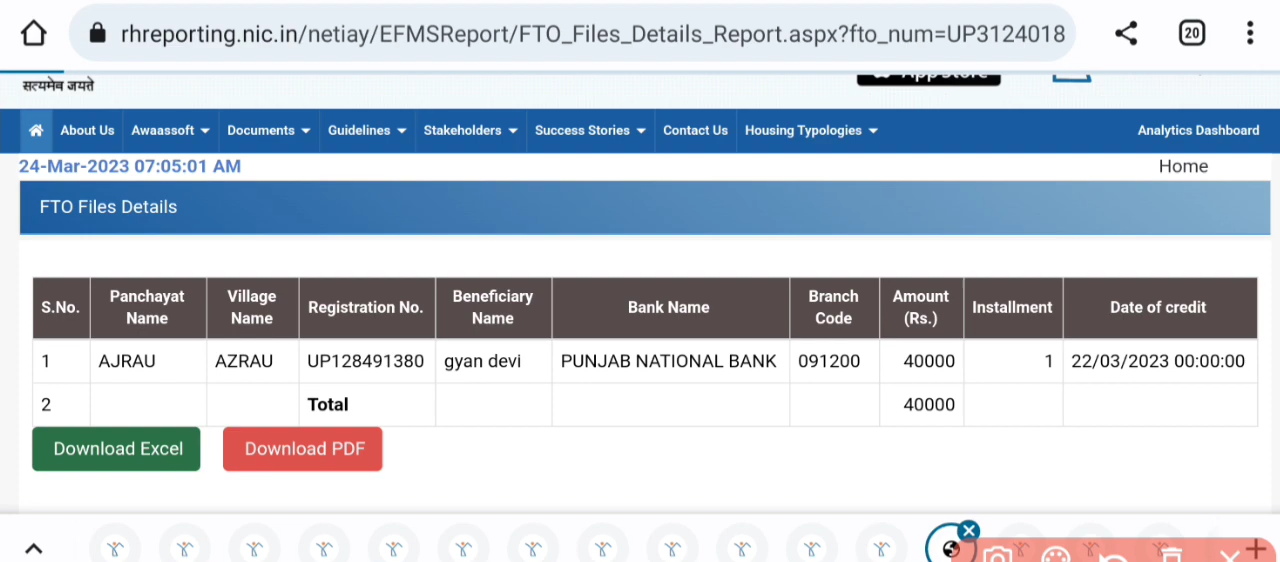 rhreporting.nic.in/netiay/EFMSReport/FTO_Files_Details_Report.aspx?fto_num=UP3124018
20
सत्यमेव जयते
App Store
About Us Awaassoft Documents Guidelines Stakeholders Success Stories Contact Us Housing Typologies Analytics Dashboard
24-Mar-2023 07:05:01 AM Home
FTO Files Details
S.No. Panchayat Name Village Name Registration No. Beneficiary Name Bank Name Branch Code Amount (Rs.) Installment Date of credit
1 AJRAU AZRAU UP128491380 gyan devi PUNJAB NATIONAL BANK 091200 40000 1 22/03/2023 00:00:00
2 Total 40000
Download Excel Download PDF